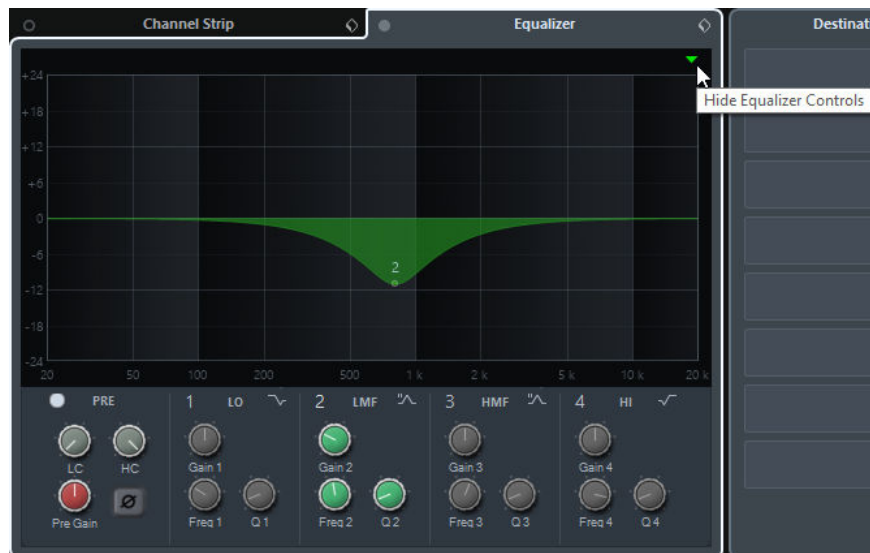 Channel Strip
Equalizer
Destinat
Hide Equalizer Controls
+24
+18
+12
+6
0
-6
-12
-18
-24
2
20 50 100 200 500 1 k 2 k 5 k 10 k 20 k
PRE 1 LO 2 LMF 3 HMF 4 HI
LC HC Gain 1 Gain 2 Gain 3 Gain 4
Pre Gain Freq 1 Q 1 Freq 2 Q 2 Freq 3 Q 3 Freq 4 Q 4